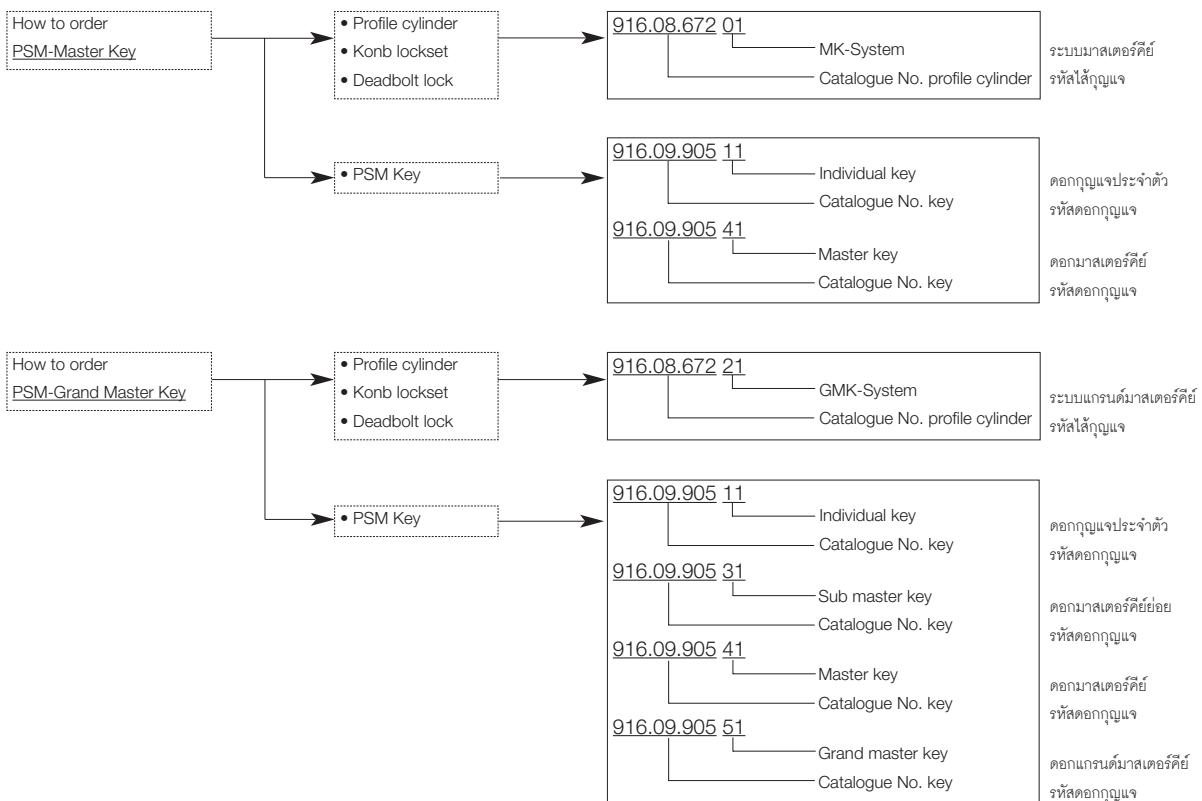 How to order
PSM-Master Key
• Profile cylinder
• Konb lockset
• Deadbolt lock
916.08.672 01
MK-System
Catalogue No. profile cylinder
ระบบมาสเตอร์คีย์
รหัสไส้กุญแจ
• PSM Key
916.09.905 11
Individual key
Catalogue No. key
ดอกกุญแจประจำตัว
รหัสดอกกุญแจ
916.09.905 41
Master key
Catalogue No. key
ดอกมาสเตอร์คีย์
รหัสดอกกุญแจ
How to order
PSM-Grand Master Key
• Profile cylinder
• Konb lockset
• Deadbolt lock
916.08.672 21
GMK-System
Catalogue No. profile cylinder
ระบบแกรนด์มาสเตอร์คีย์
รหัสไส้กุญแจ
• PSM Key
916.09.905 11
Individual key
Catalogue No. key
ดอกกุญแจประจำตัว
รหัสดอกกุญแจ
916.09.905 31
Sub master key
Catalogue No. key
ดอกมาสเตอร์คีย์ย่อย
รหัสดอกกุญแจ
916.09.905 41
Master key
Catalogue No. key
ดอกมาสเตอร์คีย์
รหัสดอกกุญแจ
916.09.905 51
Grand master key
Catalogue No. key
ดอกแกรนด์มาสเตอร์คีย์
รหัสดอกกุญแจ